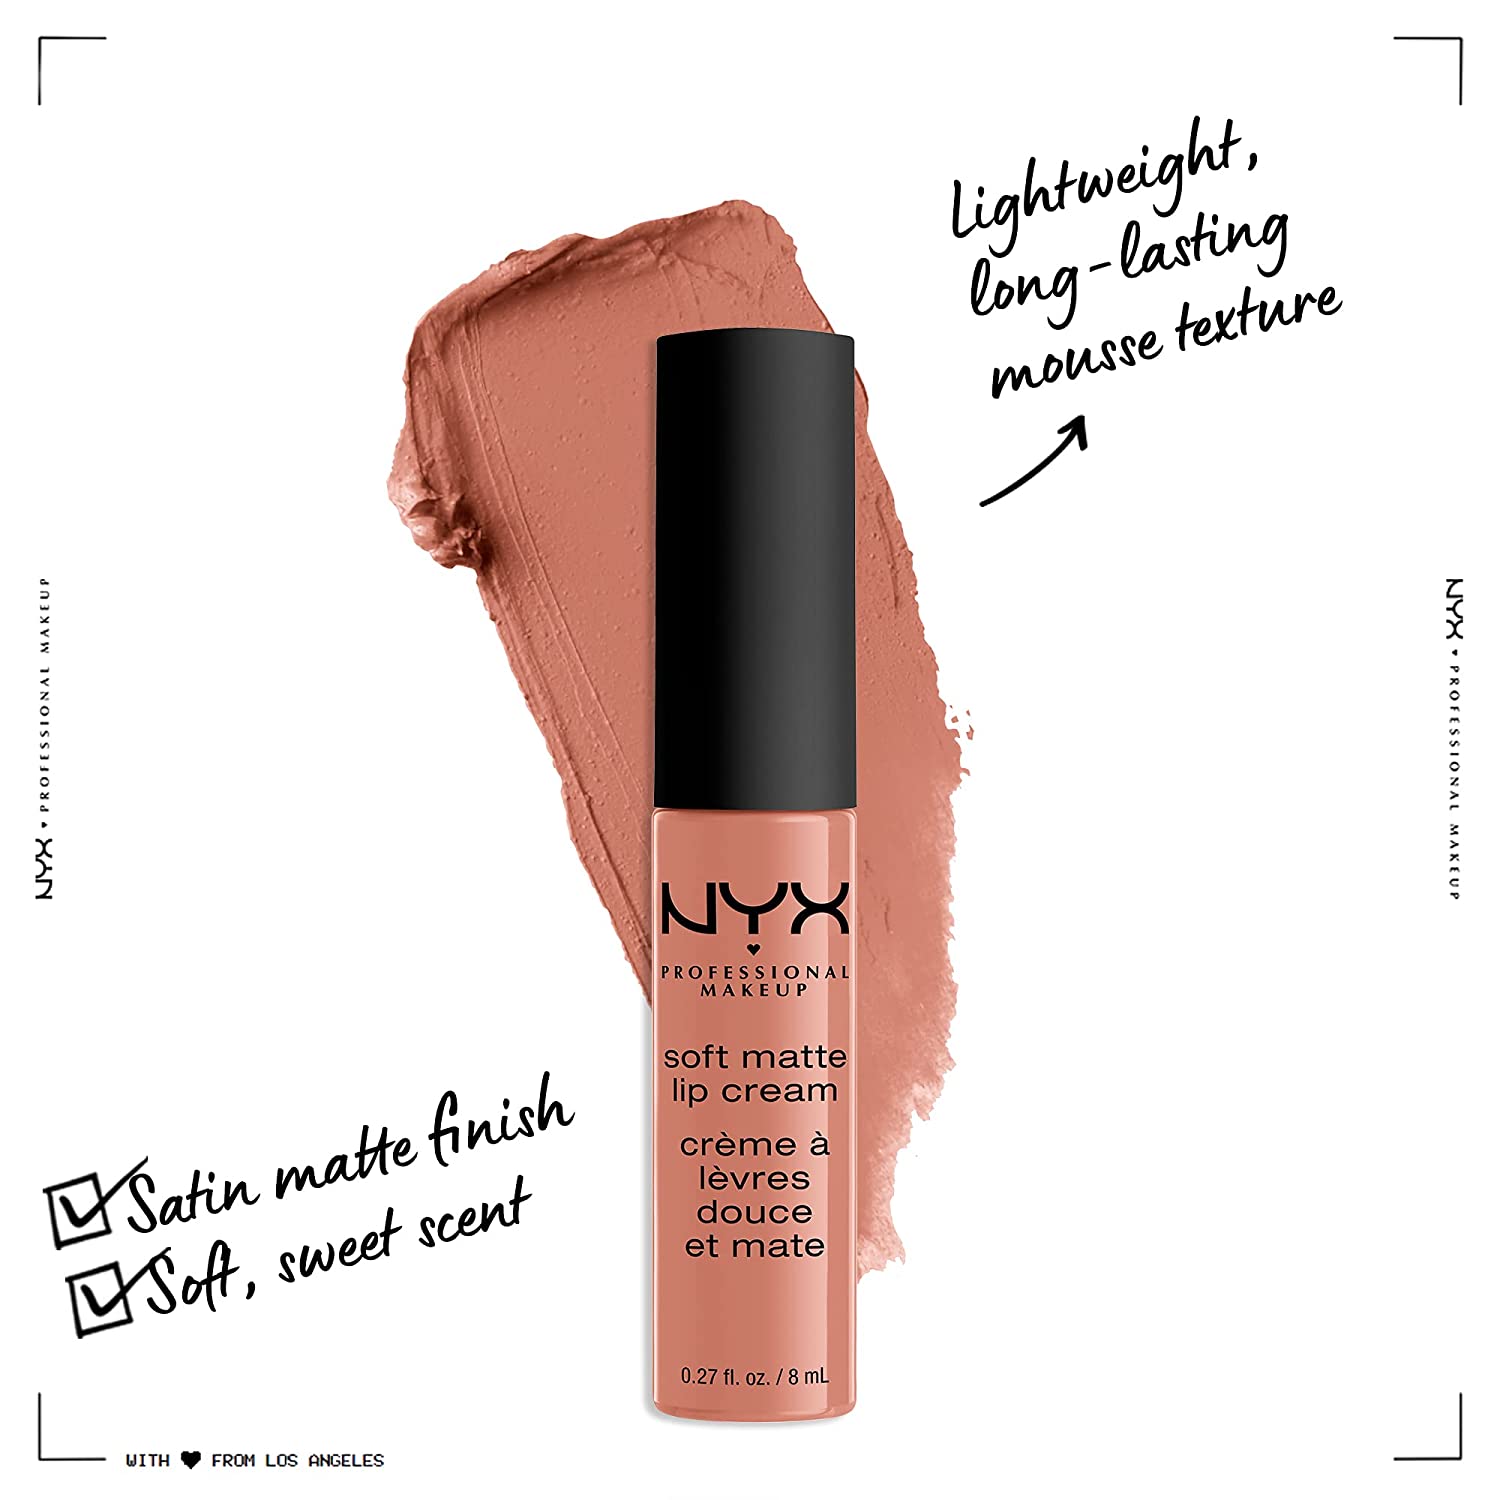 Lightweight,
long-lasting
mousse texture
NYX ♥ PROFESSIONAL MAKEUP
NYX ♥ PROFESSIONAL MAKEUP
NYX
♥
PROFESSIONAL
MAKEUP
soft matte
lip cream
crème à
lèvres
douce
et mate
0.27 fl. oz. / 8 mL
Satin matte finish
Soft, sweet scent
WITH ♥ FROM LOS ANGELES